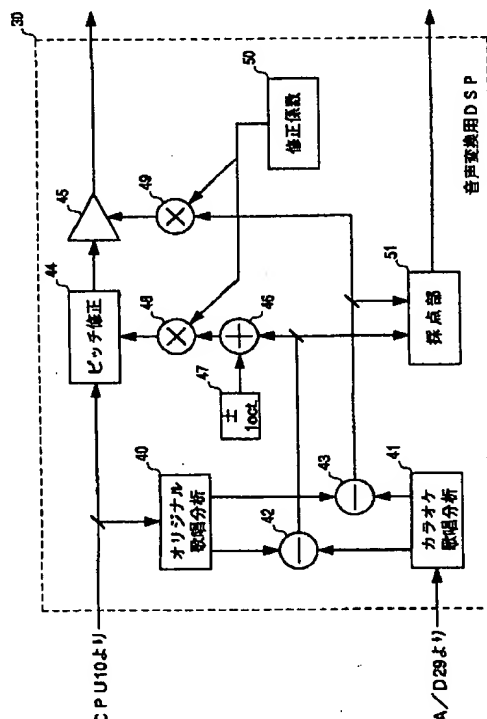 30
CPU10より
44
ピッチ修正
45
50
修正係数
49
×
48
×
46
+
47
±
1oct.
40
オリジナル
歌唱分析
42
−
43
−
41
カラオケ
歌唱分析
A/D29より
51
採点部
音声変換用DSP